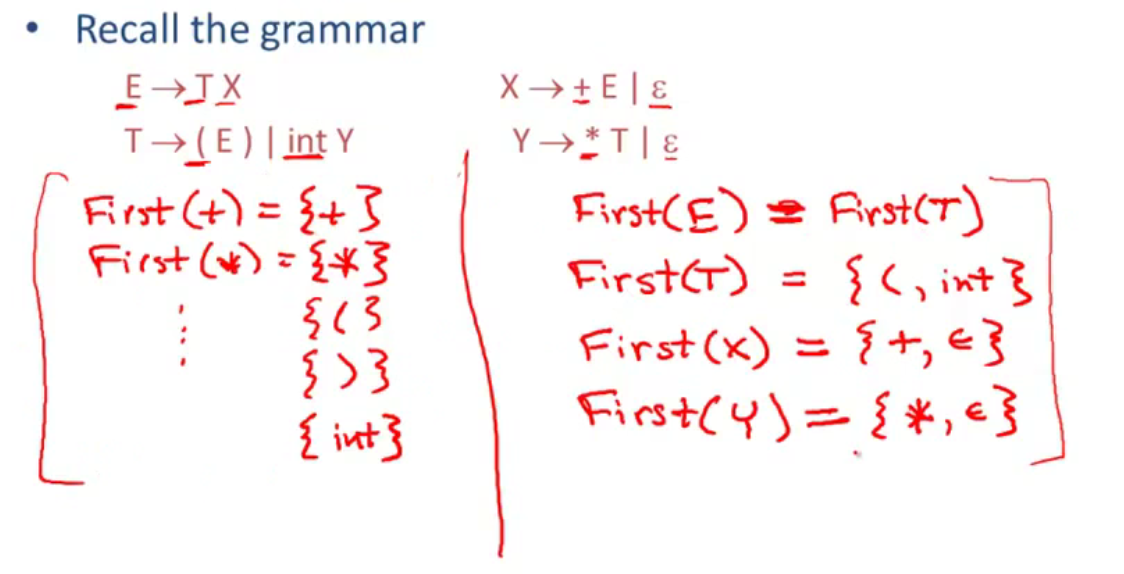 • Recall the grammar
E → T X    X → + E | ε
T → ( E ) | int Y    Y → * T | ε
First(+) = {+}    First(E) = First(T)
First(*) = {*}    First(T) = {(, int}
⋮ {(}    First(X) = {+, ε}
{)}    First(Y) = {*, ε}
{int}